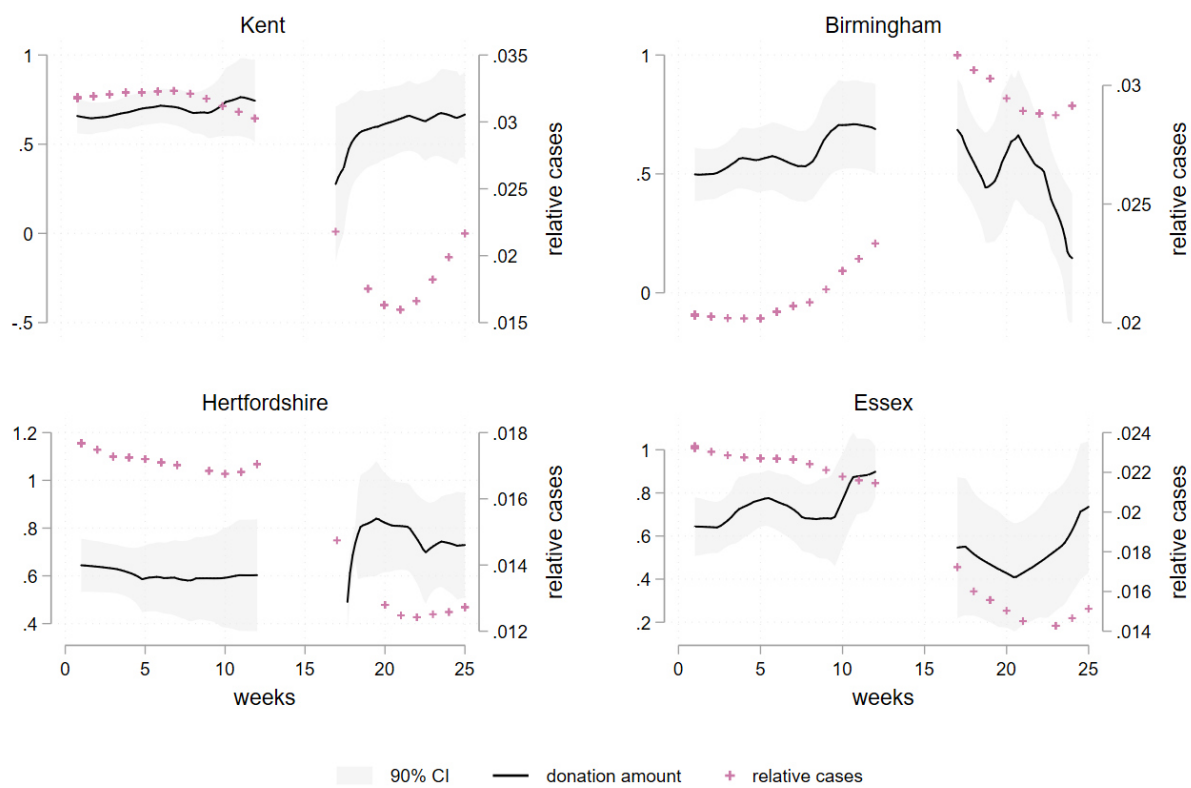 Kent
Birmingham
1
.5
0
-.5
.035
.03
.025
.02
.015
relative cases
1
.5
0
.03
.025
.02
relative cases
Hertfordshire
Essex
1.2
1
.8
.6
.4
.018
.016
.014
.012
relative cases
1
.8
.6
.4
.2
.024
.022
.02
.018
.016
.014
relative cases
0 5 10 15 20 25
0 5 10 15 20 25
weeks
weeks
90% CI donation amount relative cases